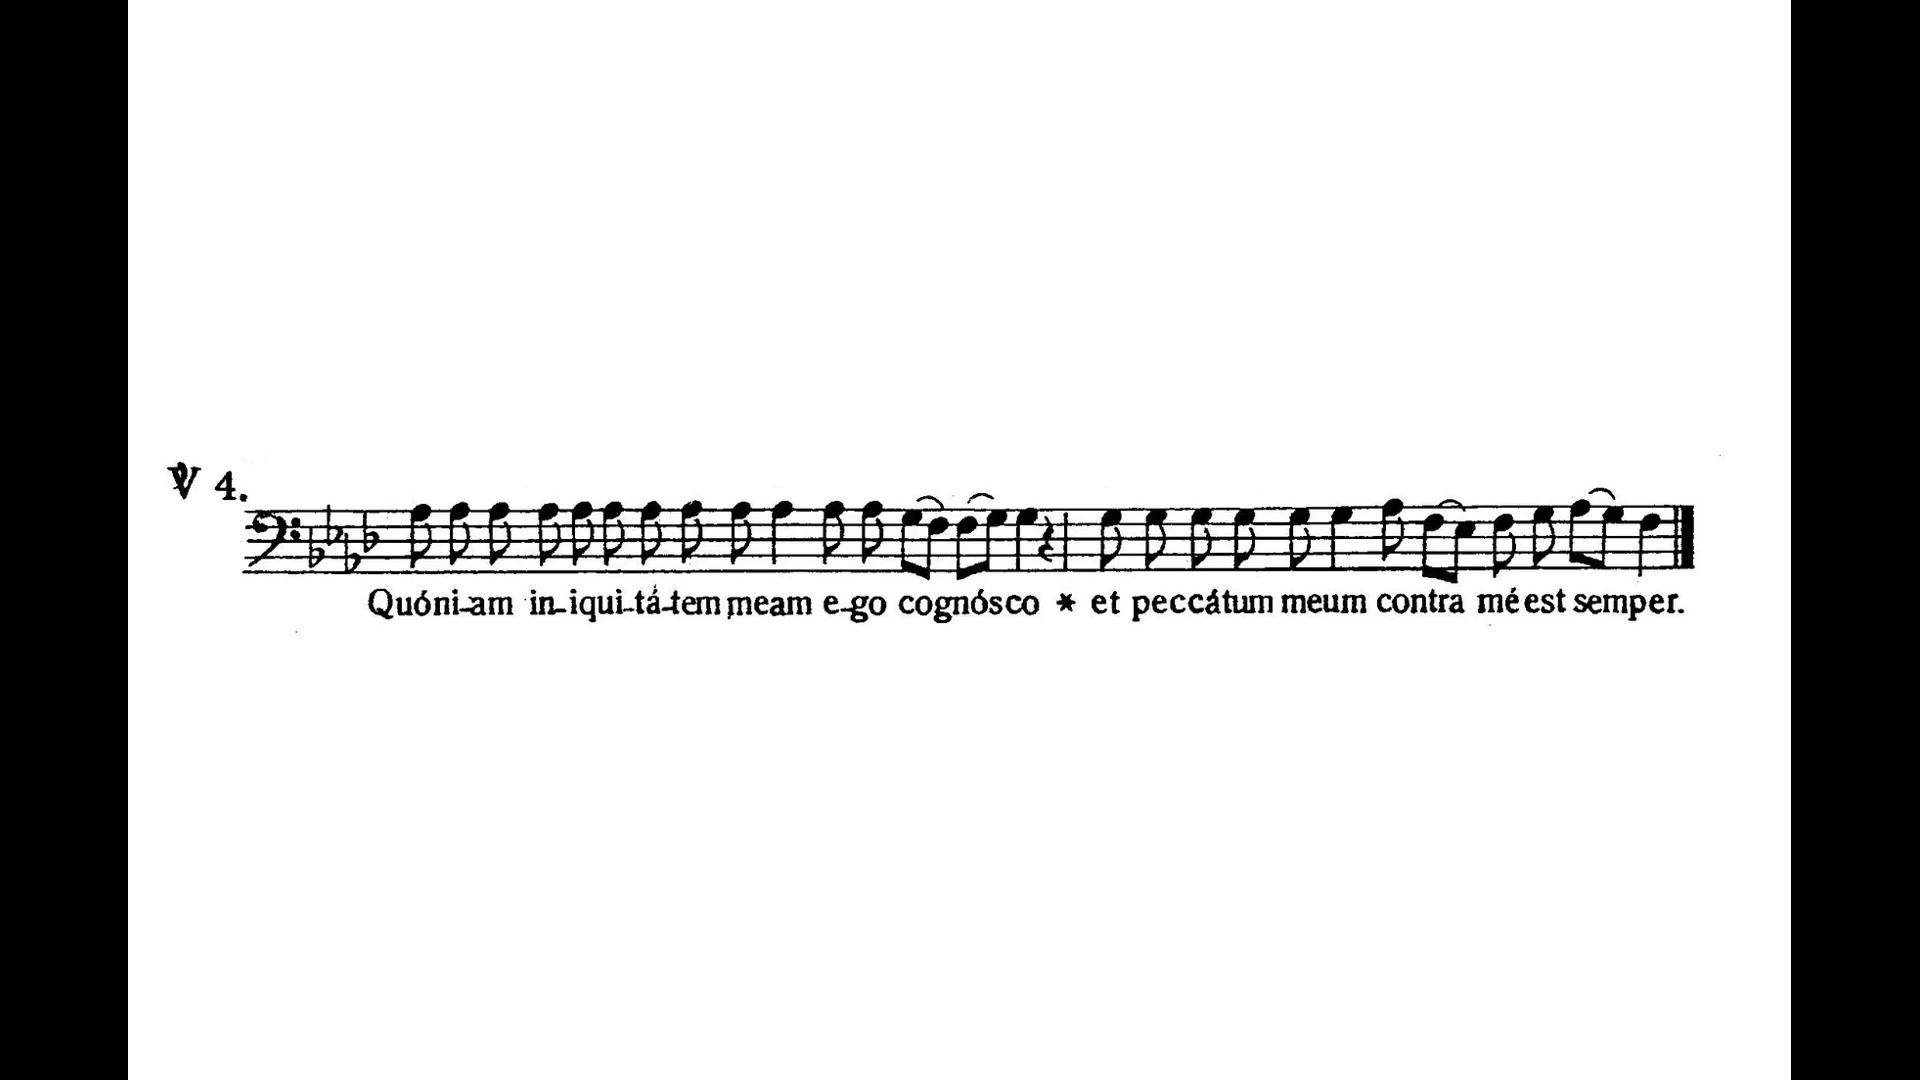 ℣ 4.
Quóni-am in-iqui-tá-tem meam e-go cognósco * et peccátum meum contra mé est semper.